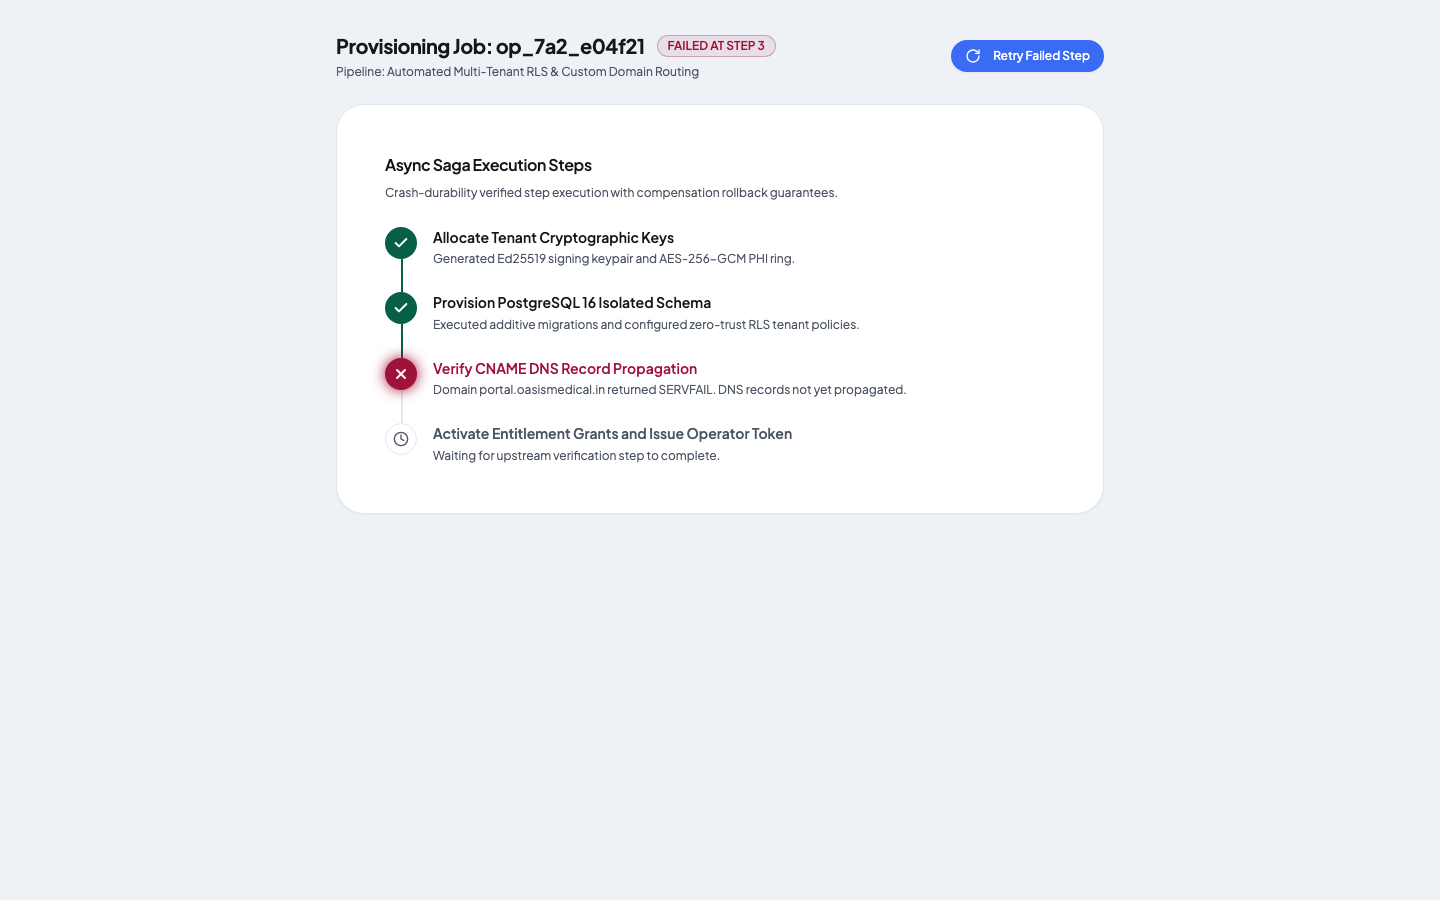 Provisioning Job: op_7a2_e04f21
FAILED AT STEP 3
Pipeline: Automated Multi-Tenant RLS & Custom Domain Routing
Retry Failed Step
Async Saga Execution Steps
Crash-durability verified step execution with compensation rollback guarantees.
Allocate Tenant Cryptographic Keys
Generated Ed25519 signing keypair and AES-256-GCM PHI ring.
Provision PostgreSQL 16 Isolated Schema
Executed additive migrations and configured zero-trust RLS tenant policies.
Verify CNAME DNS Record Propagation
Domain portal.oasismedical.in returned SERVFAIL. DNS records not yet propagated.
Activate Entitlement Grants and Issue Operator Token
Waiting for upstream verification step to complete.